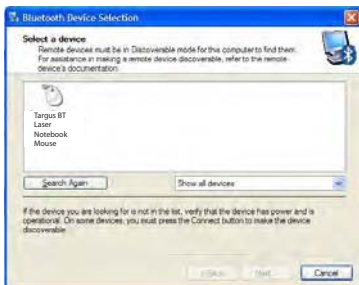 Bluetooth Device Selection
Select a device
Remote devices must be in Discoverable mode for this computer to find them.
For assistance in making a remote device discoverable, refer to the remote
device's documentation.
Targus BT
Laser
Notebook
Mouse
Search Again
Show all devices
If the device you are looking for is not in the list, verify that the device has power and is
operational. On some devices, you must press the Connect button to make the device
discoverable.
Next
Cancel